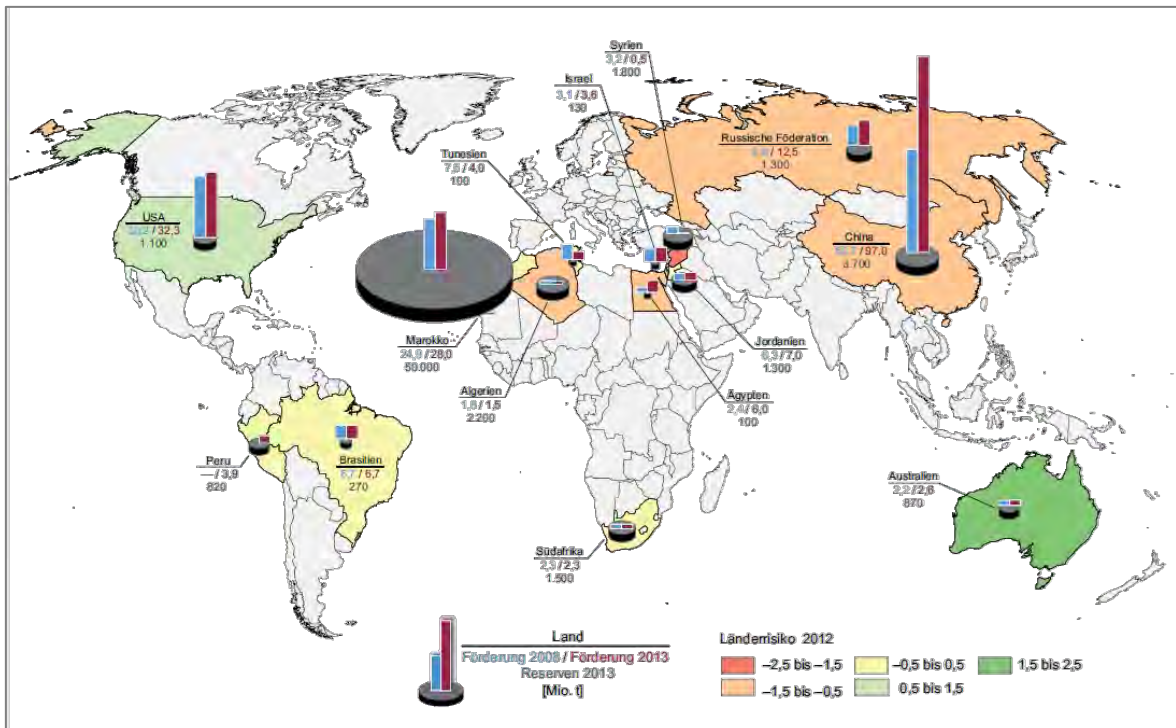 Syrien
3,2 / 0,5
1.800
Israel
3,1 / 3,6
130
Russische Föderation
/ 12,5
1.300
Tunesien
/ 4,0
100
USA
/ 32,3
1.100
China
/ 97,0
3.700
Marokko
/ 28,0
50.000
Jordanien
6,3 / 7,0
1.300
Algerien
1,8 / 1,5
2.200
Ägypten
2,4 / 6,0
100
Peru
— / 3,9
820
Brasilien
6,7 / 6,7
270
Australien
2,2 / 2,6
870
Südafrika
2,3 / 2,3
1.500
Land
Förderung 2008 / Förderung 2013
Reserven 2013
[Mio. t]
Länderrisiko 2012
–2,5 bis –1,5
–0,5 bis 0,5
1,5 bis 2,5
–1,5 bis –0,5
0,5 bis 1,5